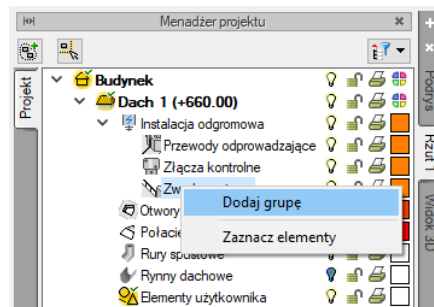 Menadżer projektu
Projekt
Budynek
Dach 1 (+660.00)
Instalacja odgromowa
Przewody odprowadzające
Złącza kontrolne
Dodaj grupę
Zaznacz elementy
Otwory
Połacie
Rury spustowe
Rynny dachowe
Elementy użytkownika
Podrys
Rzut 1
Widok 3D